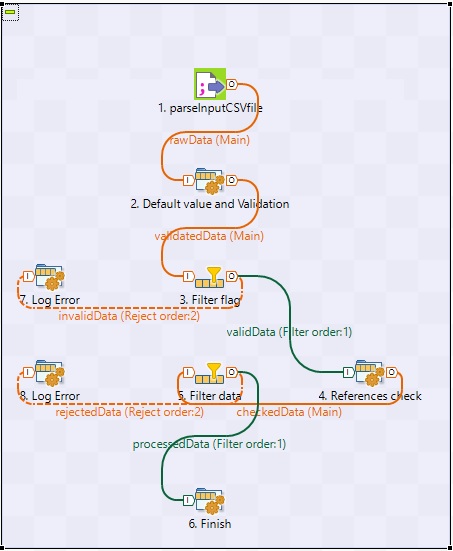 1. parseInputCSVfile
rawData (Main)
I O
2. Default value and Validation
validatedData (Main)
I
7. Log Error
I O
3. Filter flag
invalidData (Reject order:2)
validData (Filter order:1)
I
8. Log Error
I O
5. Filter data
I O
4. References check
rejectedData (Reject order:2)
checkedData (Main)
processedData (Filter order:1)
I O
6. Finish